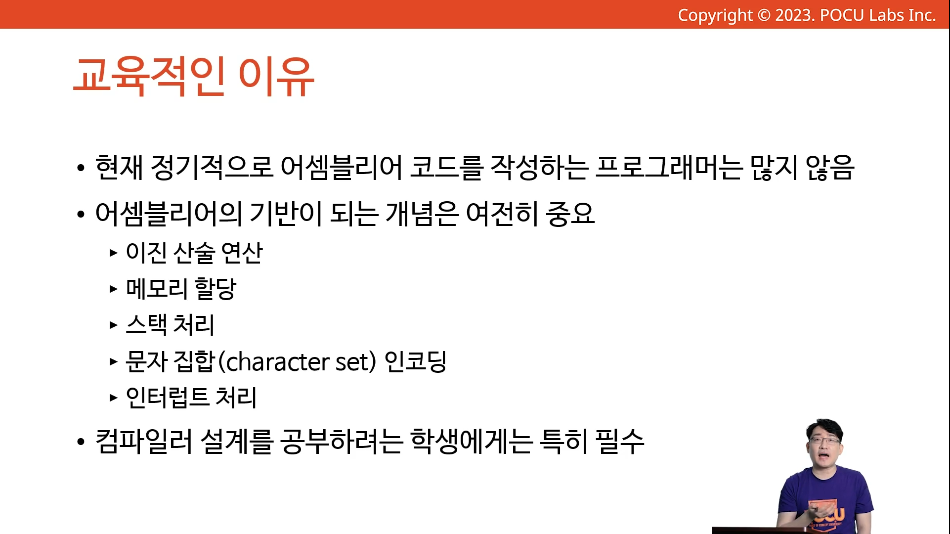 Copyright © 2023. POCU Labs Inc.
교육적인 이유
• 현재 정기적으로 어셈블리어 코드를 작성하는 프로그래머는 많지 않음
• 어셈블리어의 기반이 되는 개념은 여전히 중요
▸ 이진 산술 연산
▸ 메모리 할당
▸ 스택 처리
▸ 문자 집합(character set) 인코딩
▸ 인터럽트 처리
• 컴파일러 설계를 공부하려는 학생에게는 특히 필수